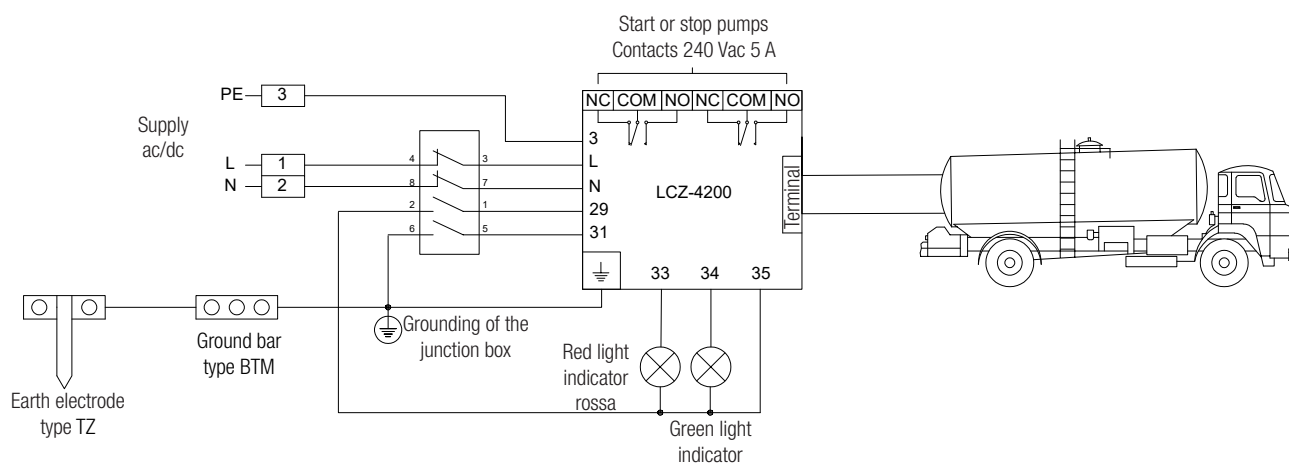 Start or stop pumps
Contacts 240 Vac 5 A
NC COM NO NC COM NO
PE 3
3
Supply
ac/dc
L 1
4 3
L
N 2
8 7
N
LCZ-4200
Terminal
2 1
29
6 5
31
33 34 35
Grounding of the
junction box
Ground bar
type BTM
Earth electrode
type TZ
Red light
indicator
rossa
Green light
indicator